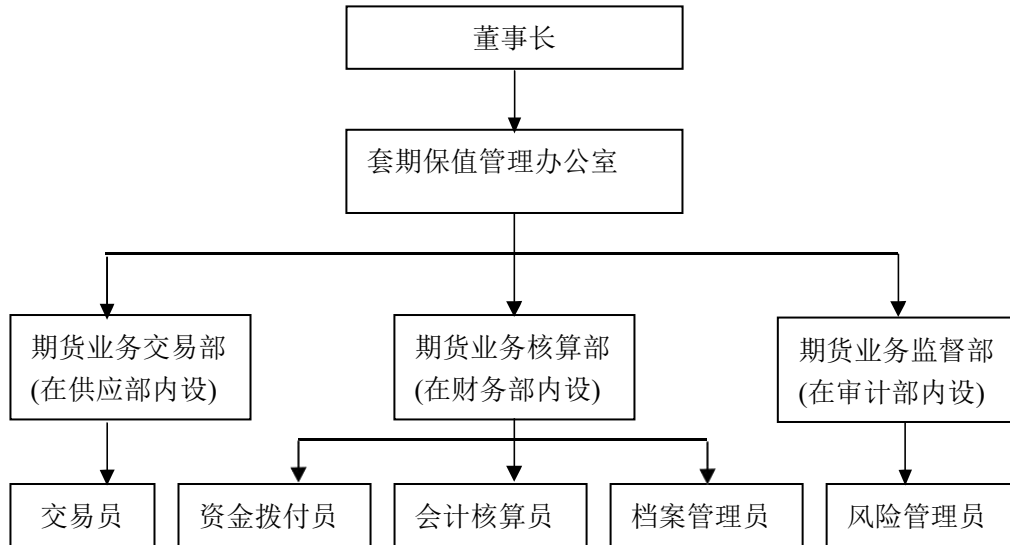 董事长
套期保值管理办公室
期货业务交易部
(在供应部内设)
期货业务核算部
(在财务部内设)
期货业务监督部
(在审计部内设)
交易员
资金拨付员
会计核算员
档案管理员
风险管理员